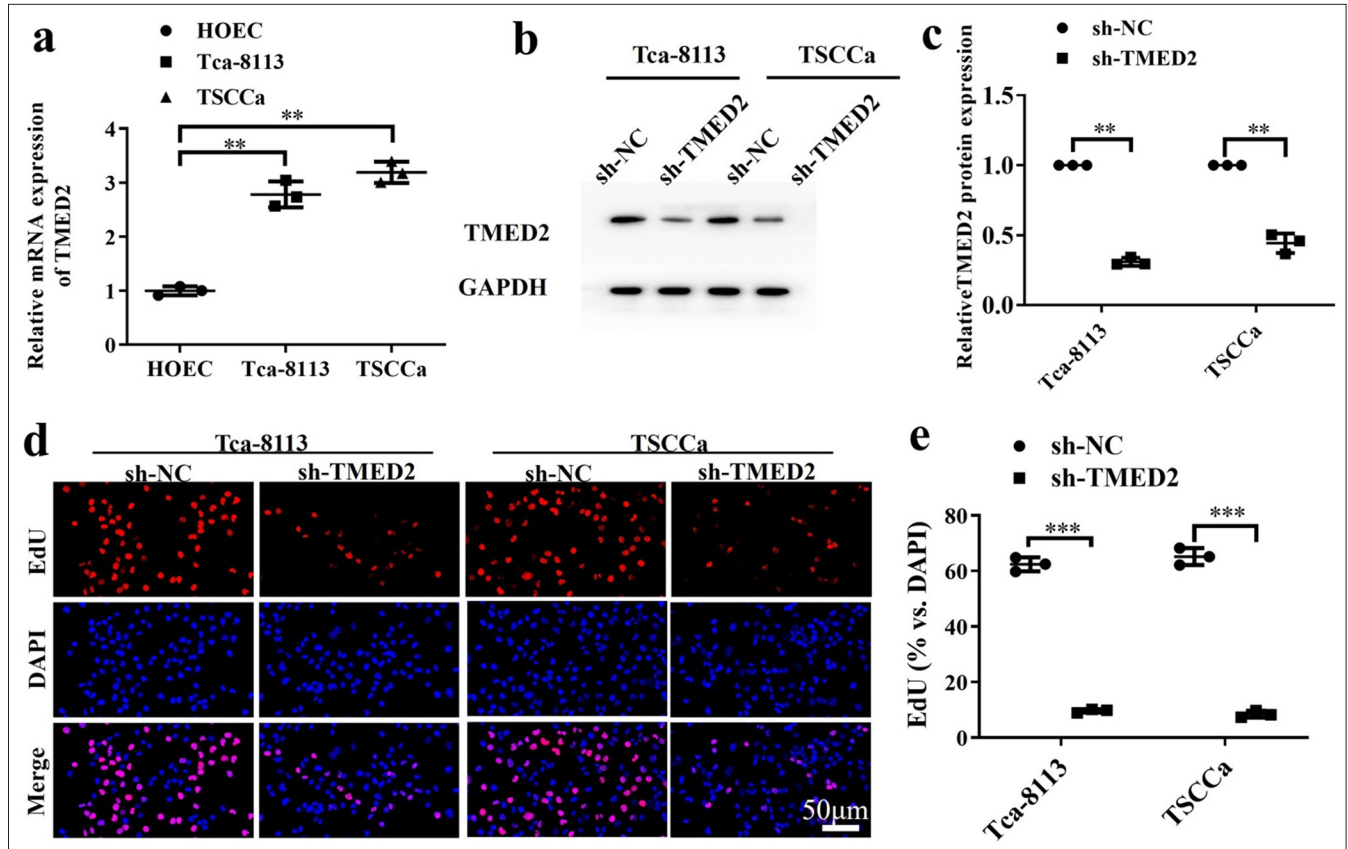 a
HOEC
Tca-8113
TSCCa
**
**
Relative mRNA expression
of TMED2
4
3
2
1
0
HOEC Tca-8113 TSCCa
b
Tca-8113 TSCCa
sh-NC sh-TMED2 sh-NC sh-TMED2
TMED2
GAPDH
c
sh-NC
sh-TMED2
RelativeTMED2 protein expression
1.5
1.0
0.5
0.0
** **
Tca-8113 TSCCa
d
Tca-8113 TSCCa
sh-NC sh-TMED2 sh-NC sh-TMED2
EdU
DAPI
Merge
50μm
e
sh-NC
sh-TMED2
EdU (% vs. DAPI)
80
60
40
20
0
*** ***
Tca-8113 TSCCa